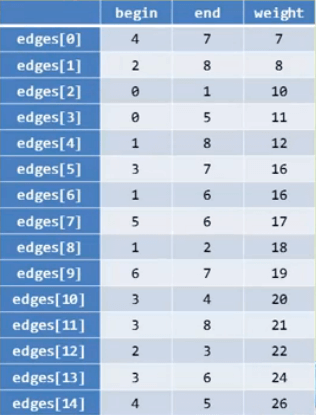 begin end weight
edges[0] 4 7 7
edges[1] 2 8 8
edges[2] 0 1 10
edges[3] 0 5 11
edges[4] 1 8 12
edges[5] 3 7 16
edges[6] 1 6 16
edges[7] 5 6 17
edges[8] 1 2 18
edges[9] 6 7 19
edges[10] 3 4 20
edges[11] 3 8 21
edges[12] 2 3 22
edges[13] 3 6 24
edges[14] 4 5 26